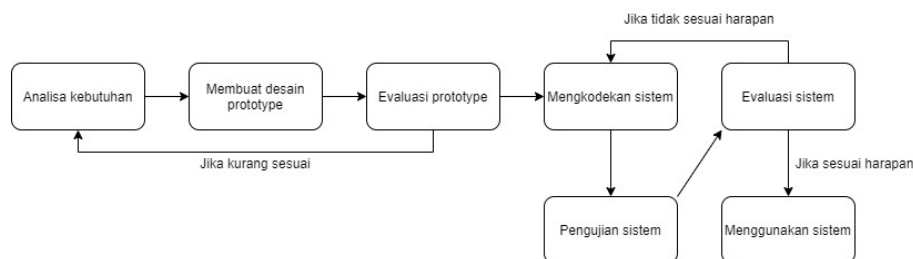 Jika tidak sesuai harapan
Analisa kebutuhan
Membuat desain
prototype
Evaluasi prototype
Mengkodekan sistem
Evaluasi sistem
Jika kurang sesuai
Jika sesuai harapan
Pengujian sistem
Menggunakan sistem